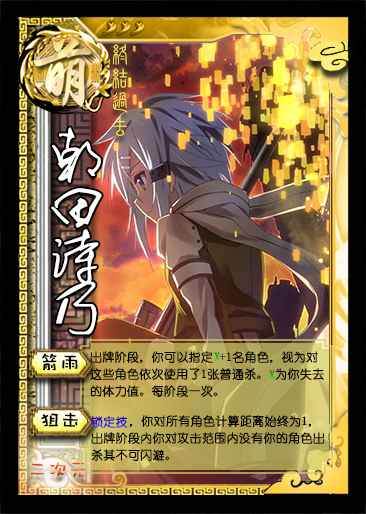 萌
終結過去
朝田詩乃
箭雨
出牌阶段，你可以指定X+1名角色，视为对
这些角色依次使用了1张普通杀。X为你失去
的体力值。每阶段一次。
狙击
锁定技，你对所有角色计算距离始终为1，
出牌阶段内你对攻击范围内没有你的角色出
杀其不可闪避。
二次元